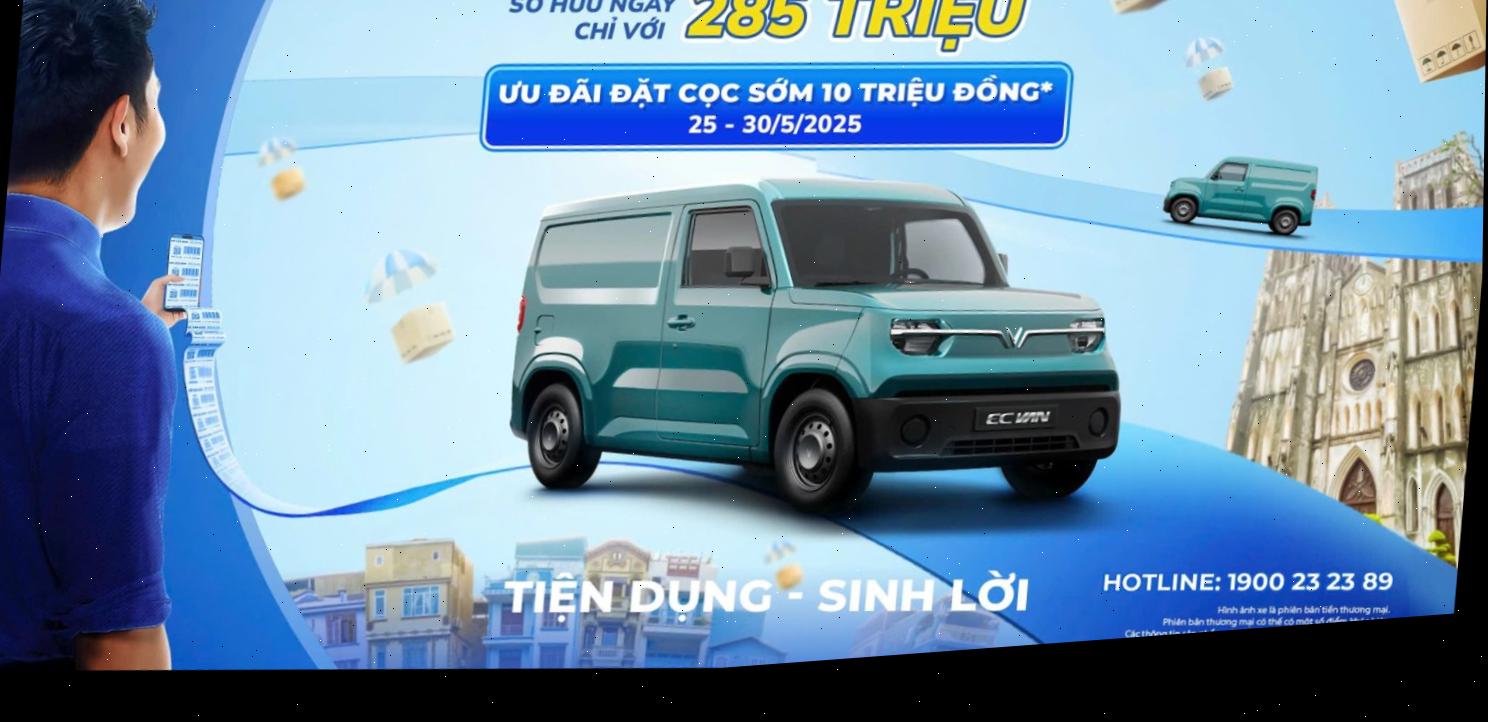 SỞ HỮU NGAY
CHỈ VỚI
285 TRIỆU
ƯU ĐÃI ĐẶT CỌC SỚM 10 TRIỆU ĐỒNG*
25 - 30/5/2025
EC VAN
TIỆN DỤNG - SINH LỜI
HOTLINE: 1900 23 23 89
Hình ảnh xe là phiên bản tiền thương mại.
Phiên bản thương mại có thể có một số điểm
Các thông tin